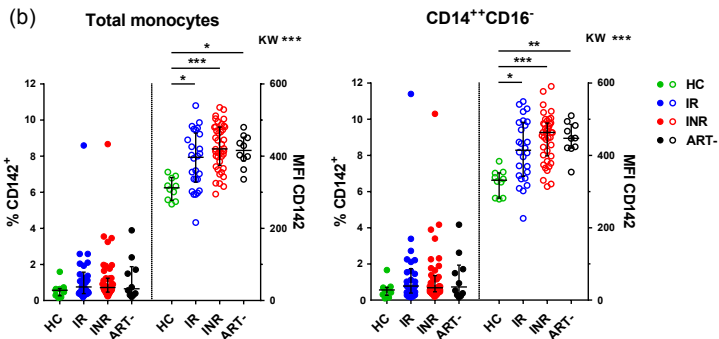 (b)
Total monocytes
KW ***
*
***
*
% CD142+
12
10
8
6
4
2
0
600
400
200
0
MFI CD142
HC
IR
INR
ART-
HC
IR
INR
ART-
CD14++CD16-
KW ***
**
***
*
% CD142+
12
10
8
6
4
2
0
600
400
200
0
MFI CD142
HC
IR
INR
ART-
HC
IR
INR
ART-
HC
IR
INR
ART-